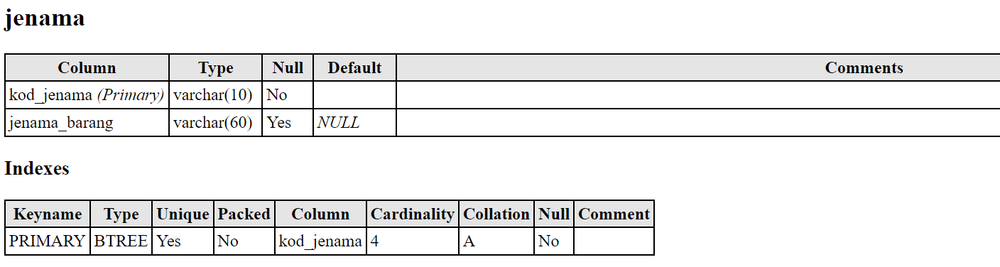 jenama
Column Type Null Default Comments
kod_jenama (Primary) varchar(10) No
jenama_barang varchar(60) Yes NULL
Indexes
Keyname Type Unique Packed Column Cardinality Collation Null Comment
PRIMARY BTREE Yes No kod_jenama 4 A No